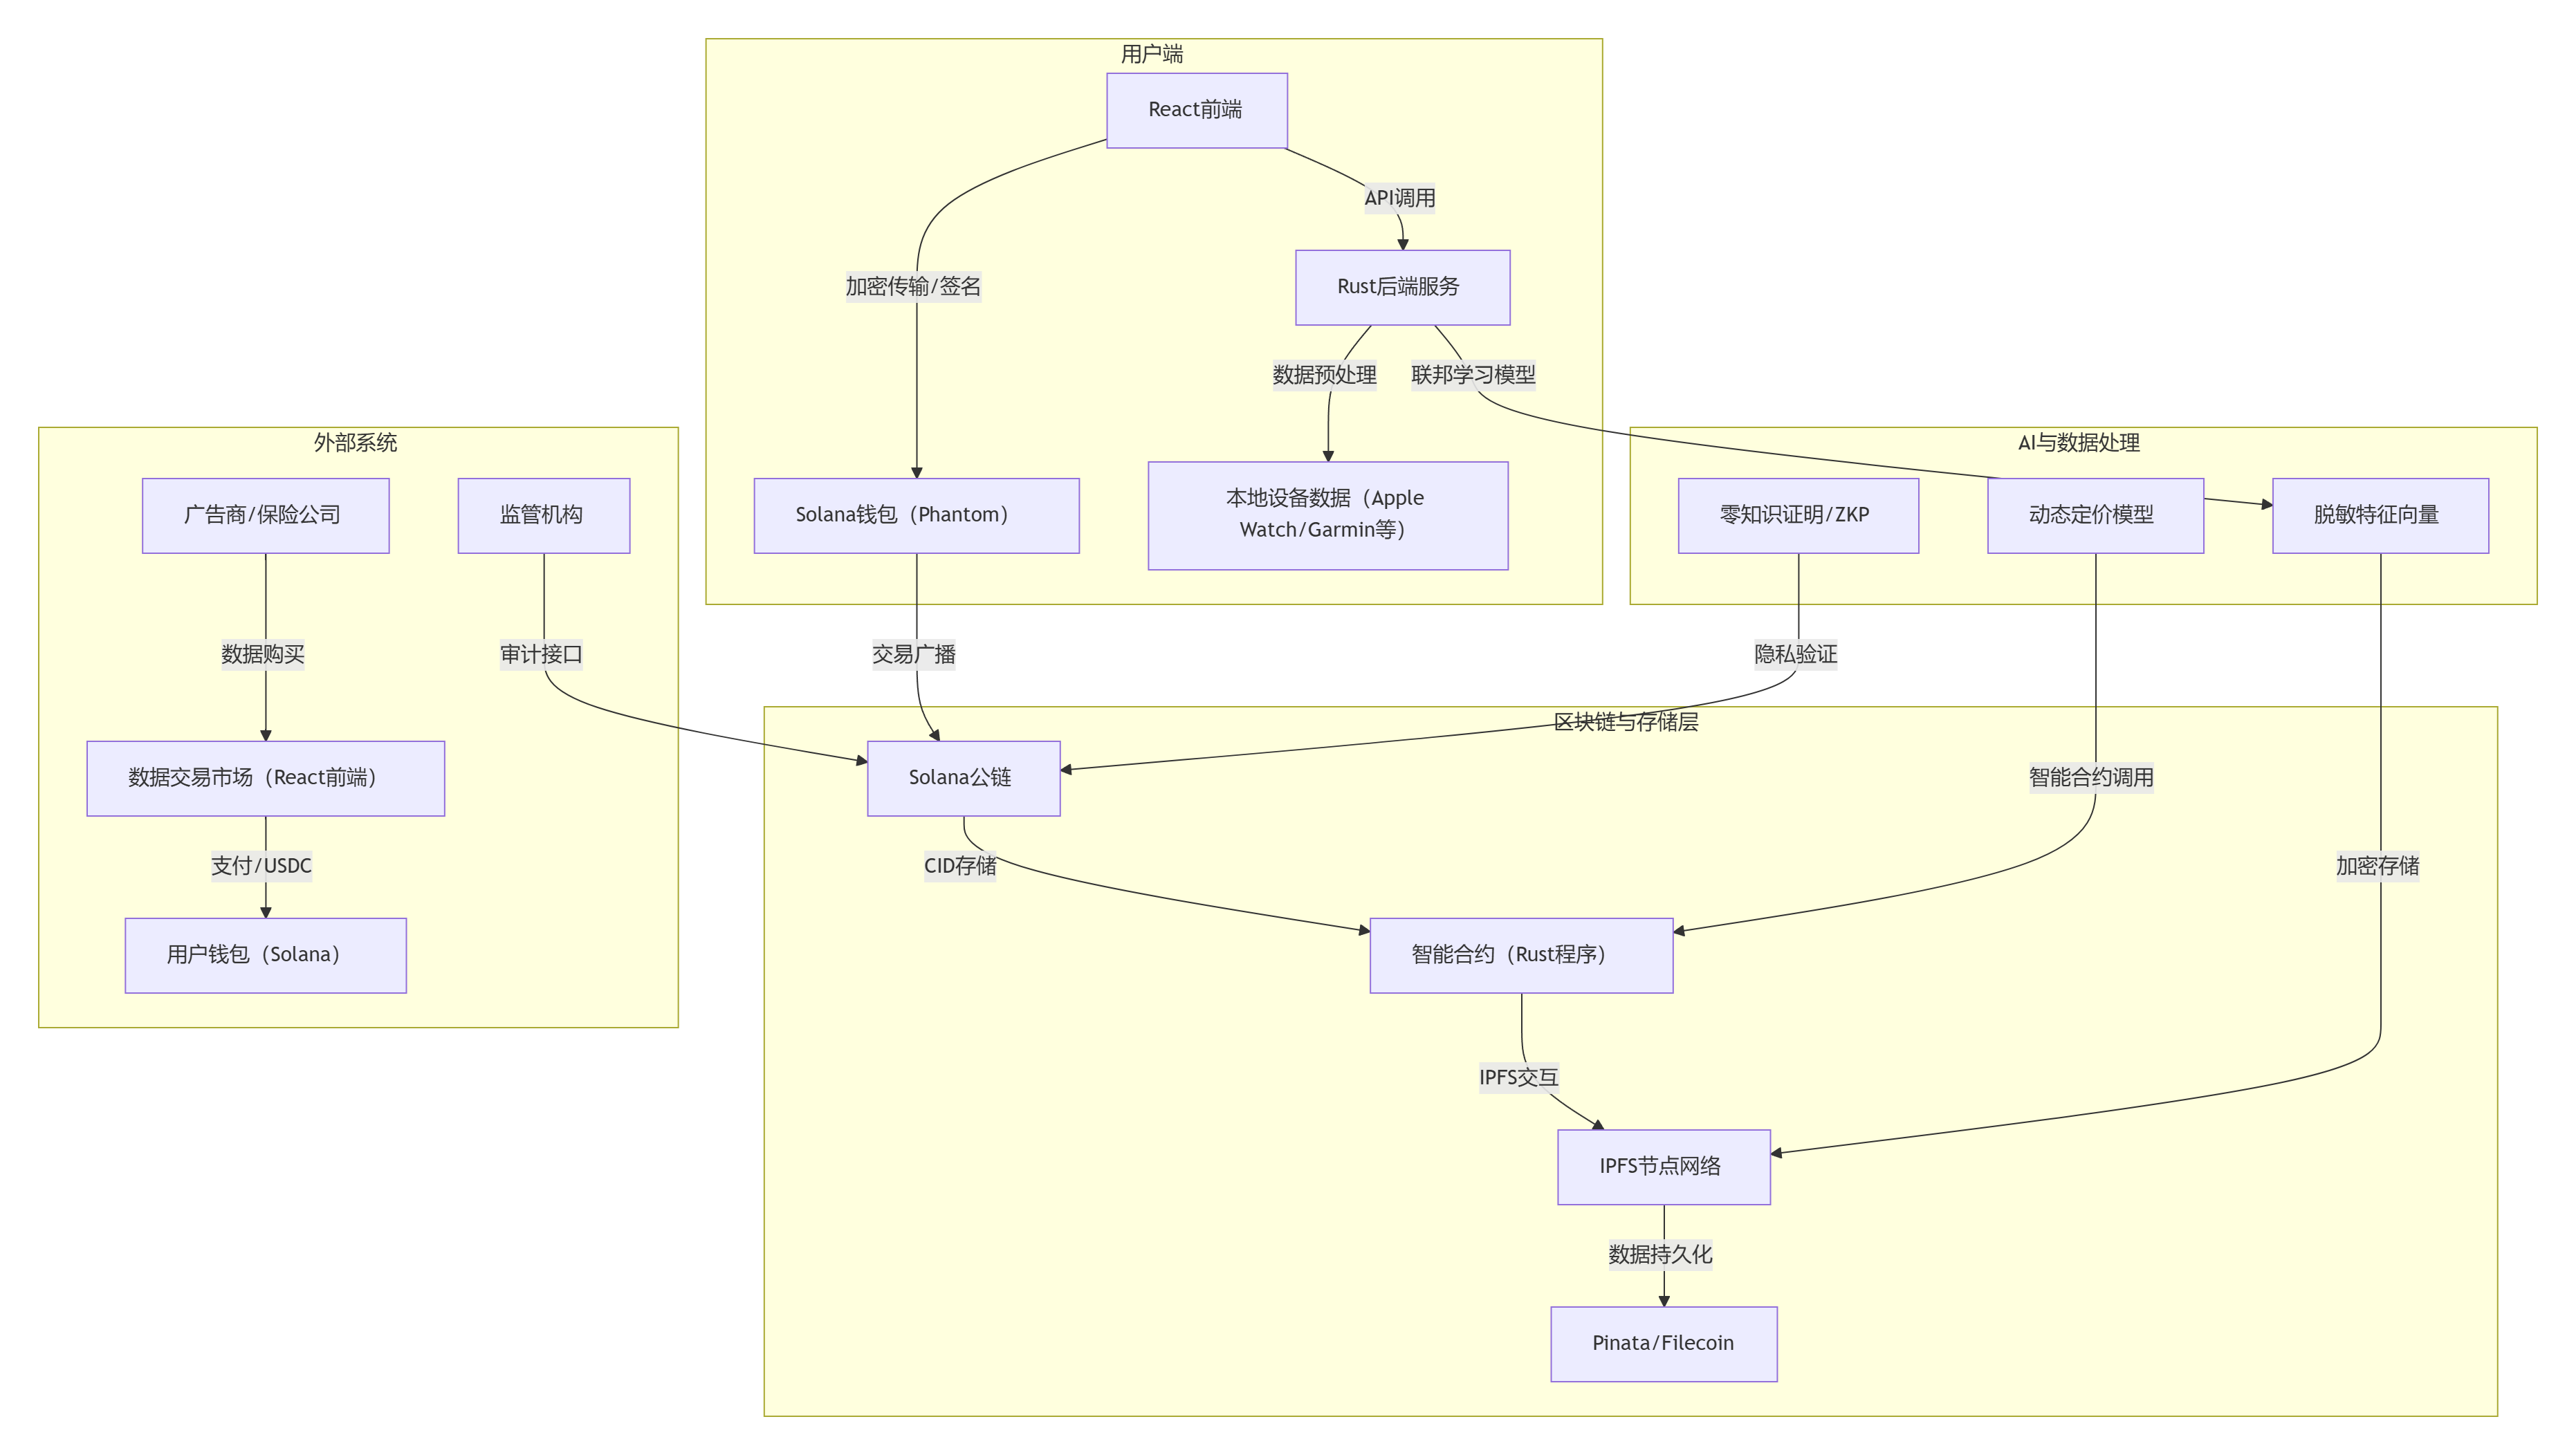 用户端
React前端
API调用
加密传输/签名
Rust后端服务
数据预处理
联邦学习模型
Solana钱包（Phantom）
本地设备数据（Apple
Watch/Garmin等）
外部系统
广告商/保险公司
监管机构
数据购买
审计接口
数据交易市场（React前端）
支付/USDC
用户钱包（Solana）
AI与数据处理
零知识证明/ZKP
动态定价模型
脱敏特征向量
交易广播
隐私验证
区块链与存储层
Solana公链
智能合约调用
CID存储
加密存储
智能合约（Rust程序）
IPFS交互
IPFS节点网络
数据持久化
Pinata/Filecoin